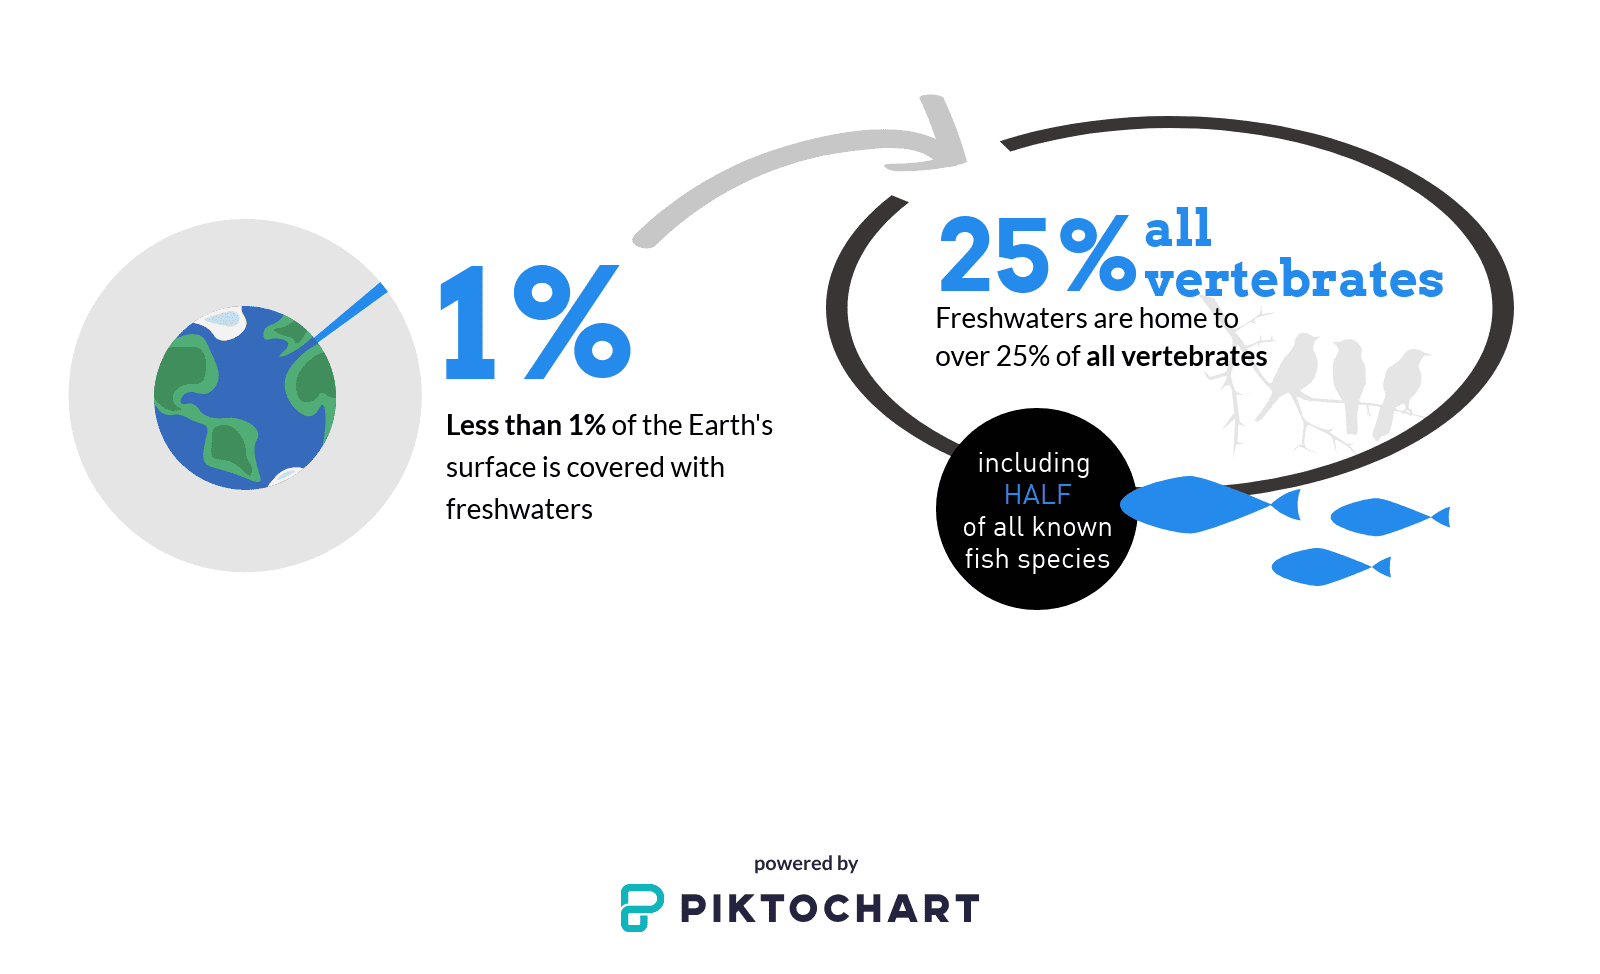 1%
Less than 1% of the Earth's
surface is covered with
freshwaters
25% all
vertebrates
Freshwaters are home to
over 25% of all vertebrates
including
HALF
of all known
fish species
powered by
PIKTOCHART